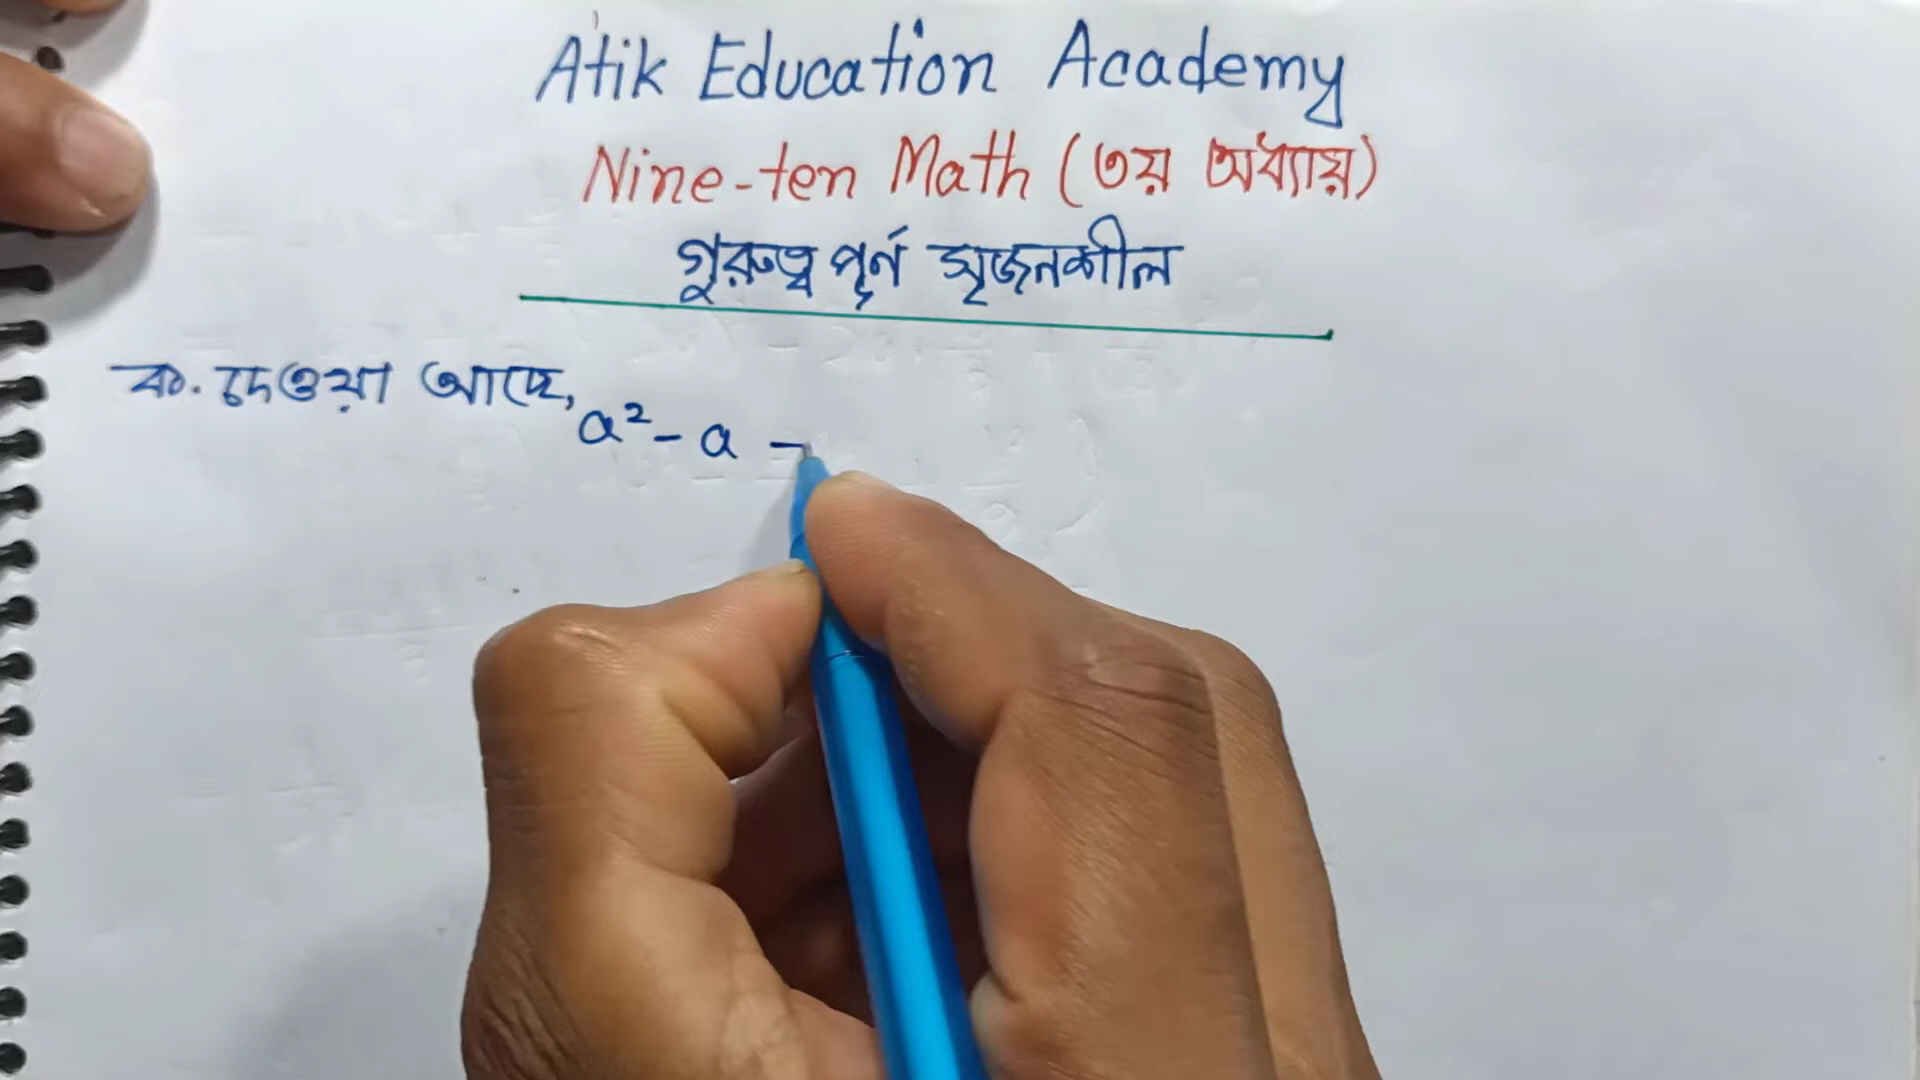 Atik Education Academy
Nine-ten Math (৩য় অধ্যায়)
গুরুত্বপূর্ণ সৃজনশীল
ক. দেওয়া আছে, a² - a -